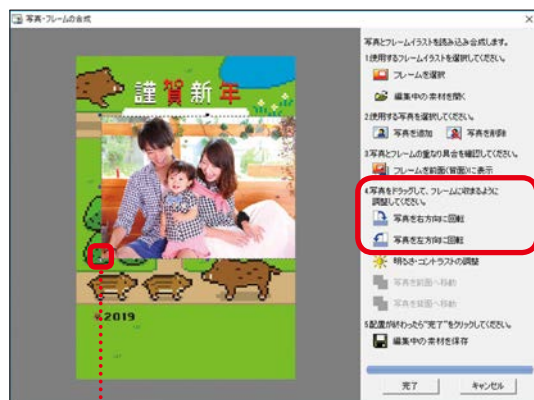 写真・フレームの合成
謹賀新年
2019
写真とフレームイラストを読み込み合成します。
1.使用するフレームイラストを選択してください。
フレームを選択
編集中の素材を開く
2.使用する写真を選択してください。
写真を追加
写真を削除
3.写真とフレームの重なり具合を確認してください。
フレームを前面(背面)に表示
4.写真をドラッグして、フレームに収まるように
調整してください。
写真を右方向に回転
写真を左方向に回転
明るさ・コントラストの調整
写真を前面へ移動
写真を背面へ移動
5.配置が終わったら"完了"をクリックしてください。
編集中の素材を保存
完了
キャンセル